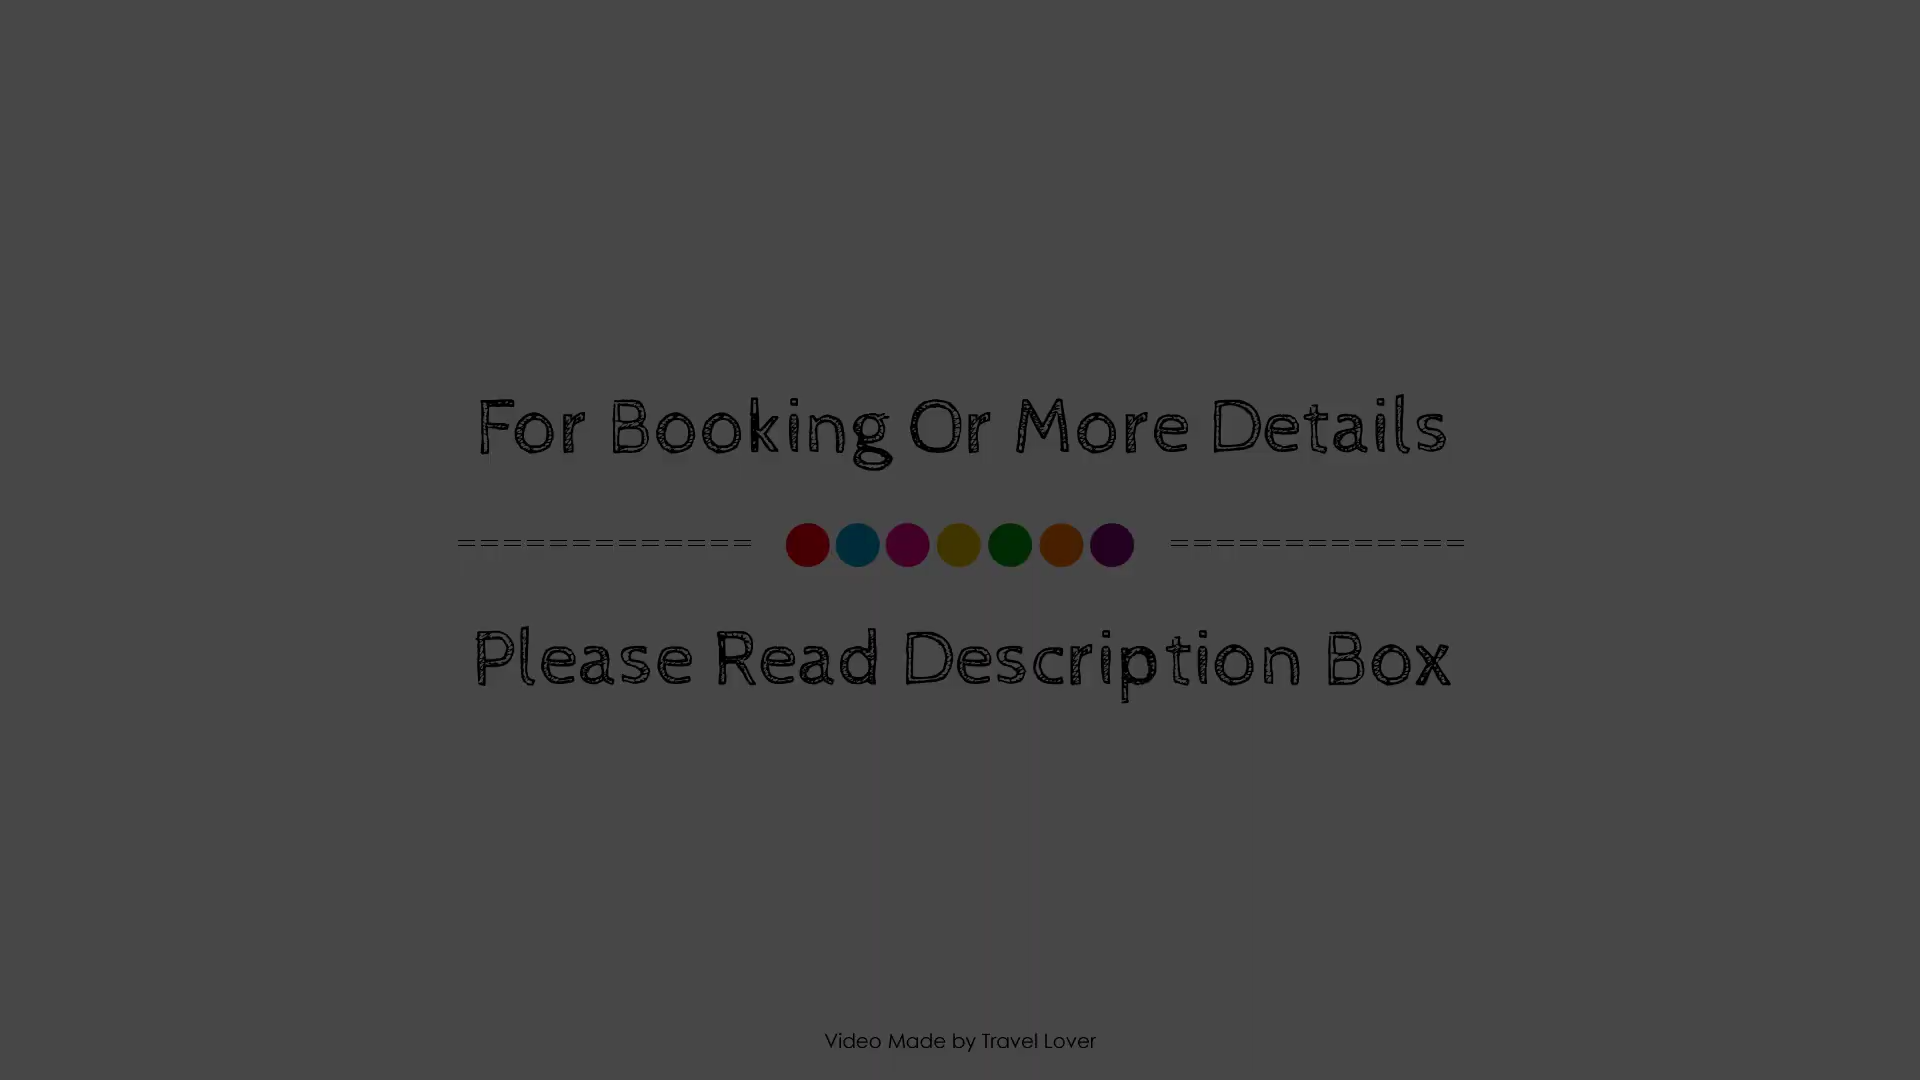 For Booking Or More Details
============= =============
Please Read Description Box
Video Made by Travel Lover